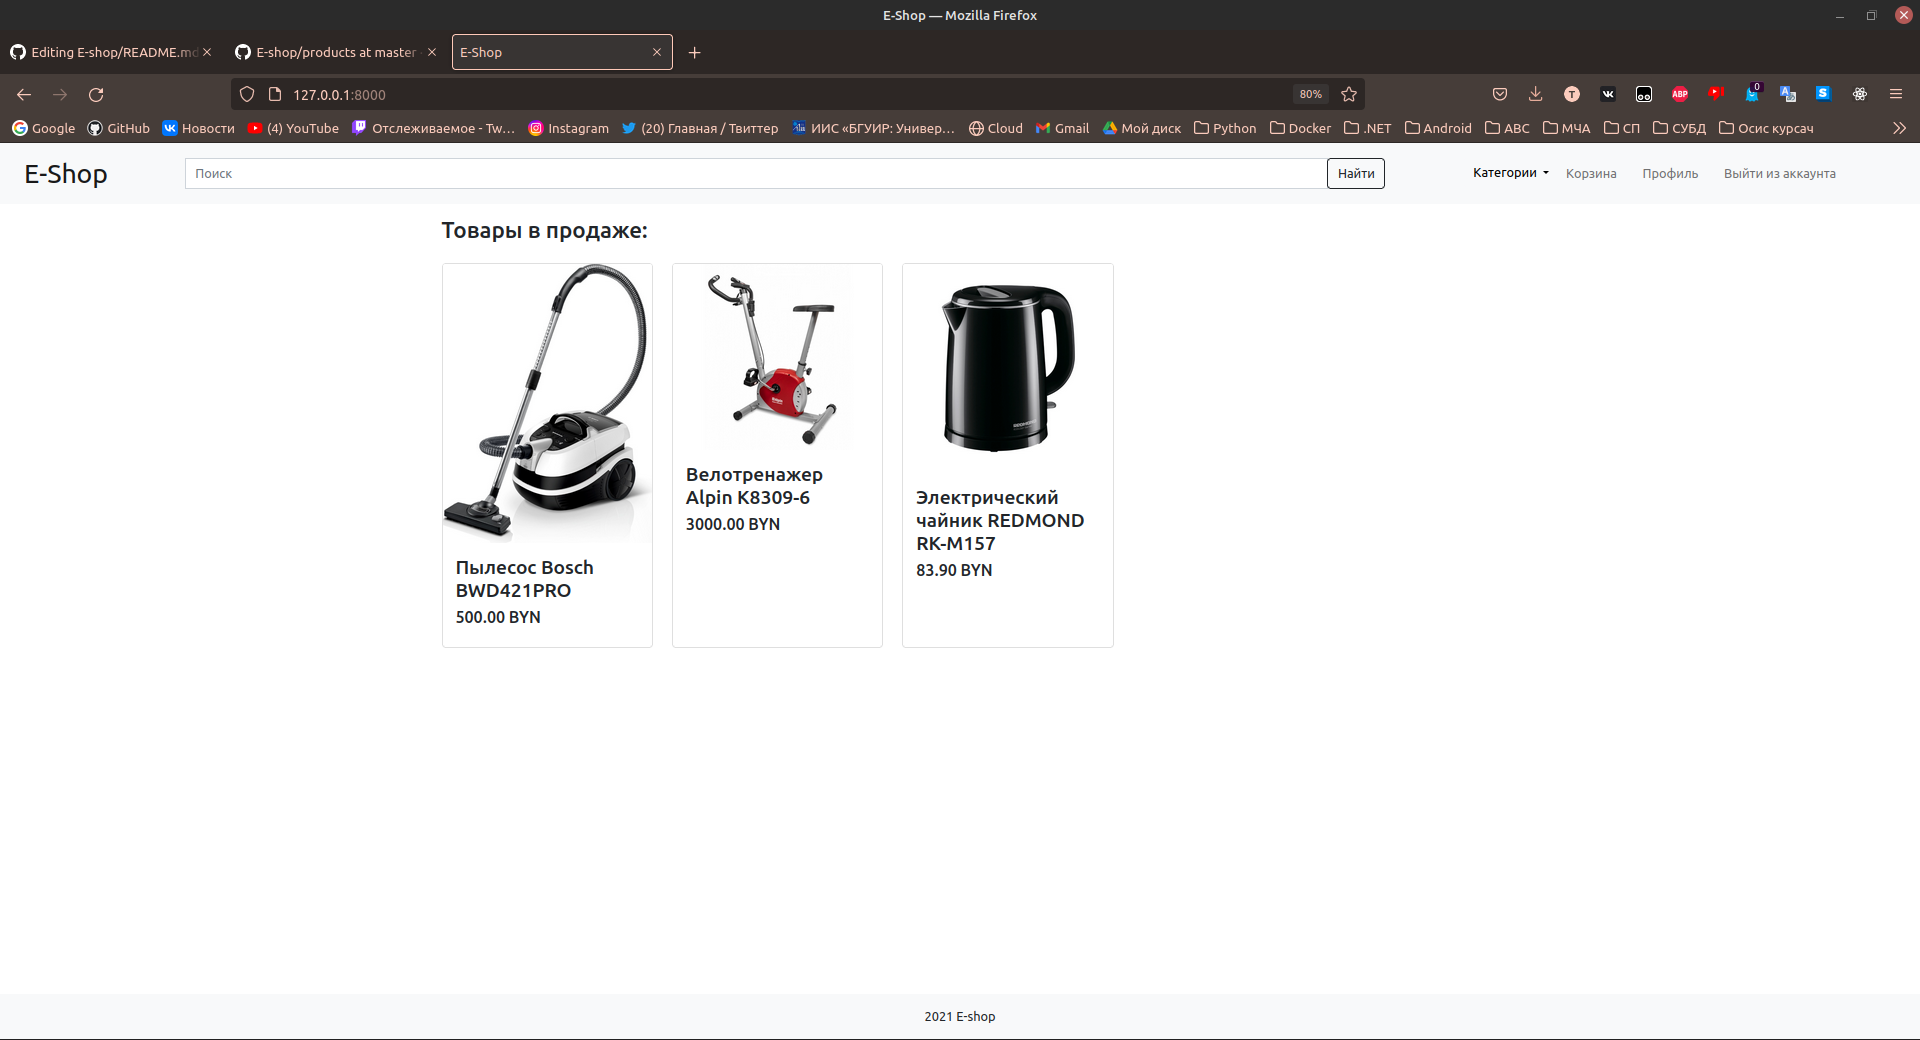 E-Shop — Mozilla Firefox
Editing E-shop/README.md
E-shop/products at master
E-Shop
127.0.0.1:8000
80%
T
ABP
0
S
Google
GitHub
Новости
(4) YouTube
Отслеживаемое - Tw…
Instagram
(20) Главная / Твиттер
ИИС «БГУИР: Универ…
Cloud
Gmail
Мой диск
Python
Docker
.NET
Android
АВС
МЧА
СП
СУБД
Осис курсач
E-Shop
Поиск
Найти
Категории
Корзина
Профиль
Выйти из аккаунта
Товары в продаже:
Пылесос Bosch
BWD421PRO
500.00 BYN
Велотренажер
Alpin K8309-6
3000.00 BYN
REDMOND
Электрический
чайник REDMOND
RK-M157
83.90 BYN
2021 E-shop